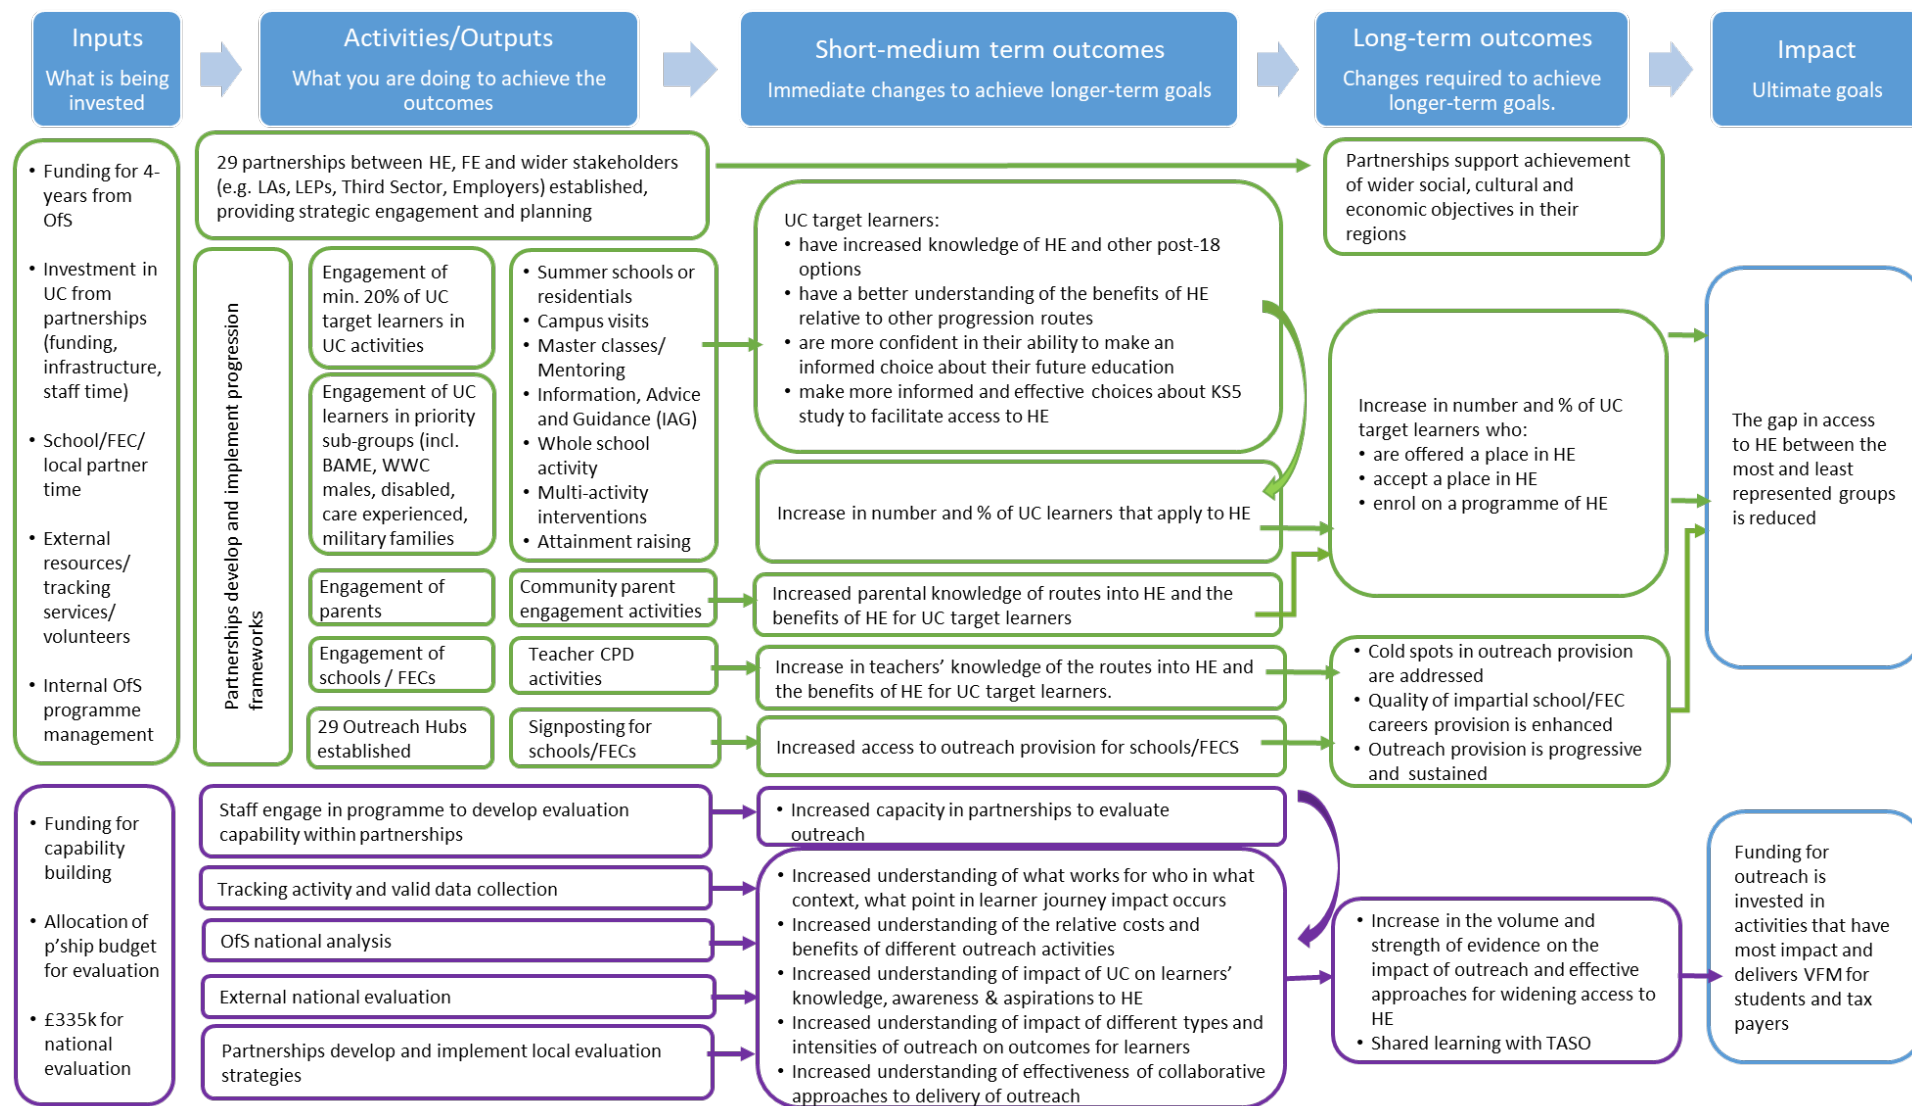 Inputs
What is being
invested
Activities/Outputs
What you are doing to achieve the
outcomes
Short-medium term outcomes
Immediate changes to achieve longer-term goals
Long-term outcomes
Changes required to achieve
longer-term goals.
Impact
Ultimate goals
• Funding for 4-
years from
OfS
• Investment in
UC from
partnerships
(funding,
infrastructure,
staff time)
• School/FEC/
local partner
time
• External
resources/
tracking
services/
volunteers
• Internal OfS
programme
management
29 partnerships between HE, FE and wider stakeholders
(e.g. LAs, LEPs, Third Sector, Employers) established,
providing strategic engagement and planning
Partnerships develop and implement progression
frameworks
Engagement of
min. 20% of UC
target learners in
UC activities
Engagement of UC
learners in priority
sub-groups (incl.
BAME, WWC
males, disabled,
care experienced,
military families
Engagement of
parents
Engagement of
schools / FECs
29 Outreach Hubs
established
• Summer schools or
residentials
• Campus visits
• Master classes/
Mentoring
• Information, Advice
and Guidance (IAG)
• Whole school
activity
• Multi-activity
interventions
• Attainment raising
Community parent
engagement activities
Teacher CPD
activities
Signposting for
schools/FECs
UC target learners:
• have increased knowledge of HE and other post-18
options
• have a better understanding of the benefits of HE
relative to other progression routes
• are more confident in their ability to make an
informed choice about their future education
• make more informed and effective choices about KS5
study to facilitate access to HE
Increase in number and % of UC learners that apply to HE
Increased parental knowledge of routes into HE and the
benefits of HE for UC target learners
Increase in teachers’ knowledge of the routes into HE and
the benefits of HE for UC target learners.
Increased access to outreach provision for schools/FECS
Partnerships support achievement
of wider social, cultural and
economic objectives in their
regions
Increase in number and % of UC
target learners who:
• are offered a place in HE
• accept a place in HE
• enrol on a programme of HE
• Cold spots in outreach provision
are addressed
• Quality of impartial school/FEC
careers provision is enhanced
• Outreach provision is progressive
and sustained
The gap in access
to HE between the
most and least
represented groups
is reduced
• Funding for
capability
building
• Allocation of
p’ship budget
for evaluation
• £335k for
national
evaluation
Staff engage in programme to develop evaluation
capability within partnerships
Tracking activity and valid data collection
OfS national analysis
External national evaluation
Partnerships develop and implement local evaluation
strategies
• Increased capacity in partnerships to evaluate
outreach
• Increased understanding of what works for who in what
context, what point in learner journey impact occurs
• Increased understanding of the relative costs and
benefits of different outreach activities
• Increased understanding of impact of UC on learners’
knowledge, awareness & aspirations to HE
• Increased understanding of impact of different types and
intensities of outreach on outcomes for learners
• Increased understanding of effectiveness of collaborative
approaches to delivery of outreach
• Increase in the volume and
strength of evidence on the
impact of outreach and effective
approaches for widening access to
HE
• Shared learning with TASO
Funding for
outreach is
invested in
activities that have
most impact and
delivers VFM for
students and tax
payers